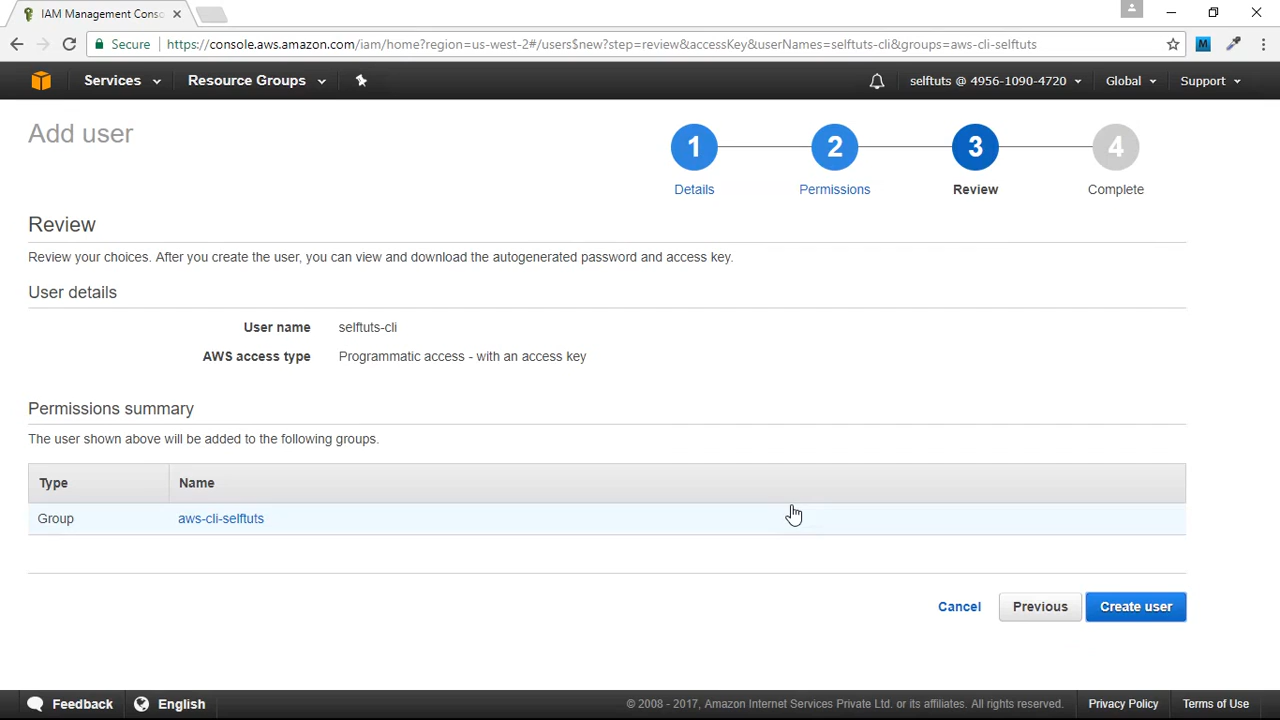 IAM Management Conso
Secure https://console.aws.amazon.com/iam/home?region=us-west-2#/users$new?step=review&accessKey&userNames=selftuts-cli&groups=aws-cli-selftuts
M
Services Resource Groups selftuts @ 4956-1090-4720 Global Support
Add user
1 2 3 4
Details Permissions Review Complete
Review
Review your choices. After you create the user, you can view and download the autogenerated password and access key.
User details
User name selftuts-cli
AWS access type Programmatic access - with an access key
Permissions summary
The user shown above will be added to the following groups.
Type Name
Group aws-cli-selftuts
Cancel Previous Create user
Feedback English © 2008 - 2017, Amazon Internet Services Private Ltd. or its affiliates. All rights reserved. Privacy Policy Terms of Use